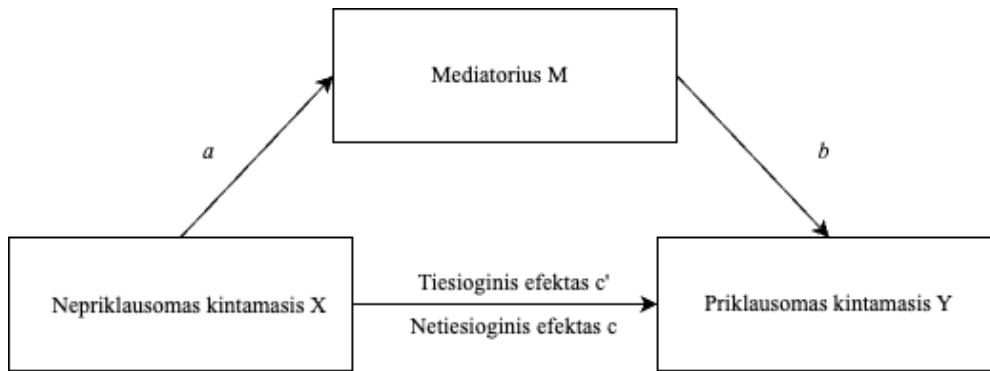 Mediatorius M
a
b
Nepriklausomas kintamasis X
Tiesioginis efektas c'
Netiesioginis efektas c
Priklausomas kintamasis Y